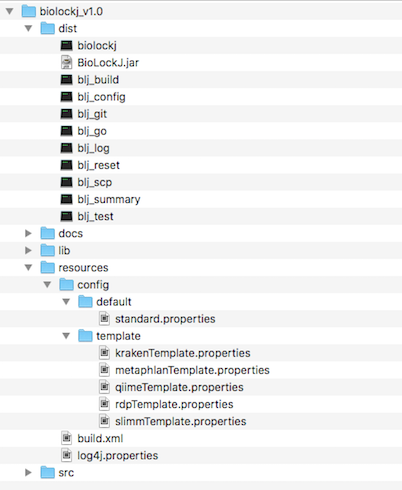 biolockj_v1.0
dist
biolockj
BioLockJ.jar
blj_build
blj_config
blj_git
blj_go
blj_log
blj_reset
blj_scp
blj_summary
blj_test
docs
lib
resources
config
default
standard.properties
template
krakenTemplate.properties
metaphlanTemplate.properties
qiimeTemplate.properties
rdpTemplate.properties
slimmTemplate.properties
build.xml
log4j.properties
src